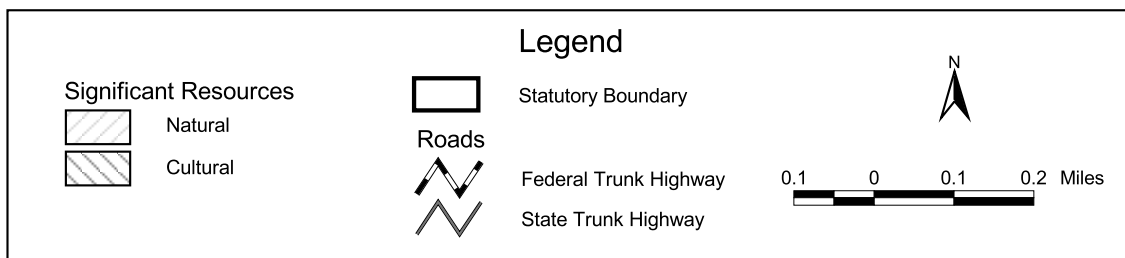 Legend
Significant Resources
Natural
Cultural
Statutory Boundary
Roads
Federal Trunk Highway
State Trunk Highway
N
0.1 0 0.1 0.2 Miles